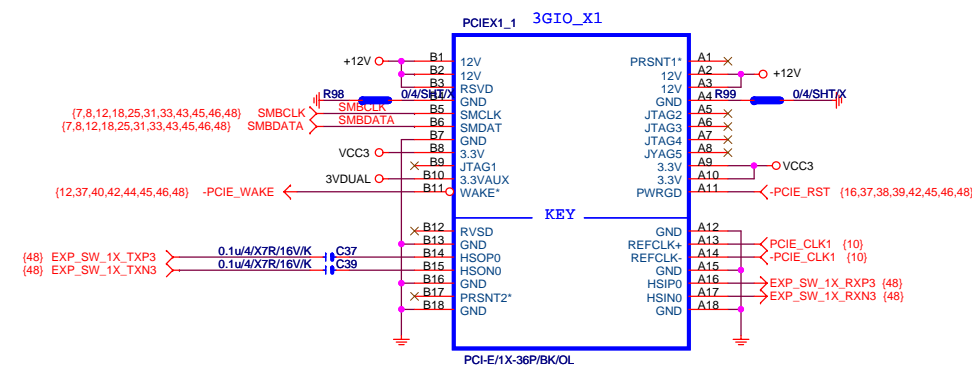 PCIEX1_1 3GIO_X1
+12V B1 12V PRSNT1* A1
B2 12V 12V A2 +12V
B3 RSVD 12V A3
R98 0/4/SHT/X GND GND A4 R99 0/4/SHT/X
{7,8,12,18,25,31,33,43,45,46,48} SMBCLK SMBCLK B5 SMCLK JTAG2 A5
{7,8,12,18,25,31,33,43,45,46,48} SMBDATA SMBDATA B6 SMDAT JTAG3 A6
B7 GND JTAG4 A7
VCC3 B8 3.3V JYAG5 A8
B9 JTAG1 3.3V A9 VCC3
3VDUAL B10 3.3VAUX 3.3V A10
{12,37,40,42,44,45,46,48} -PCIE_WAKE B11 WAKE* PWRGD A11 -PCIE_RST {16,37,38,39,42,45,46,48}
KEY
B12 RVSD GND A12
B13 GND REFCLK+ A13 PCIE_CLK1 {10}
{48} EXP_SW_1X_TXP3 0.1u/4/X7R/16V/K C37 B14 HSOP0 REFCLK- A14 -PCIE_CLK1 {10}
{48} EXP_SW_1X_TXN3 0.1u/4/X7R/16V/K C39 B15 HSON0 GND A15
B16 GND HSIP0 A16 EXP_SW_1X_RXP3 {48}
B17 PRSNT2* HSIN0 A17 EXP_SW_1X_RXN3 {48}
B18 GND GND A18
PCI-E/1X-36P/BK/OL